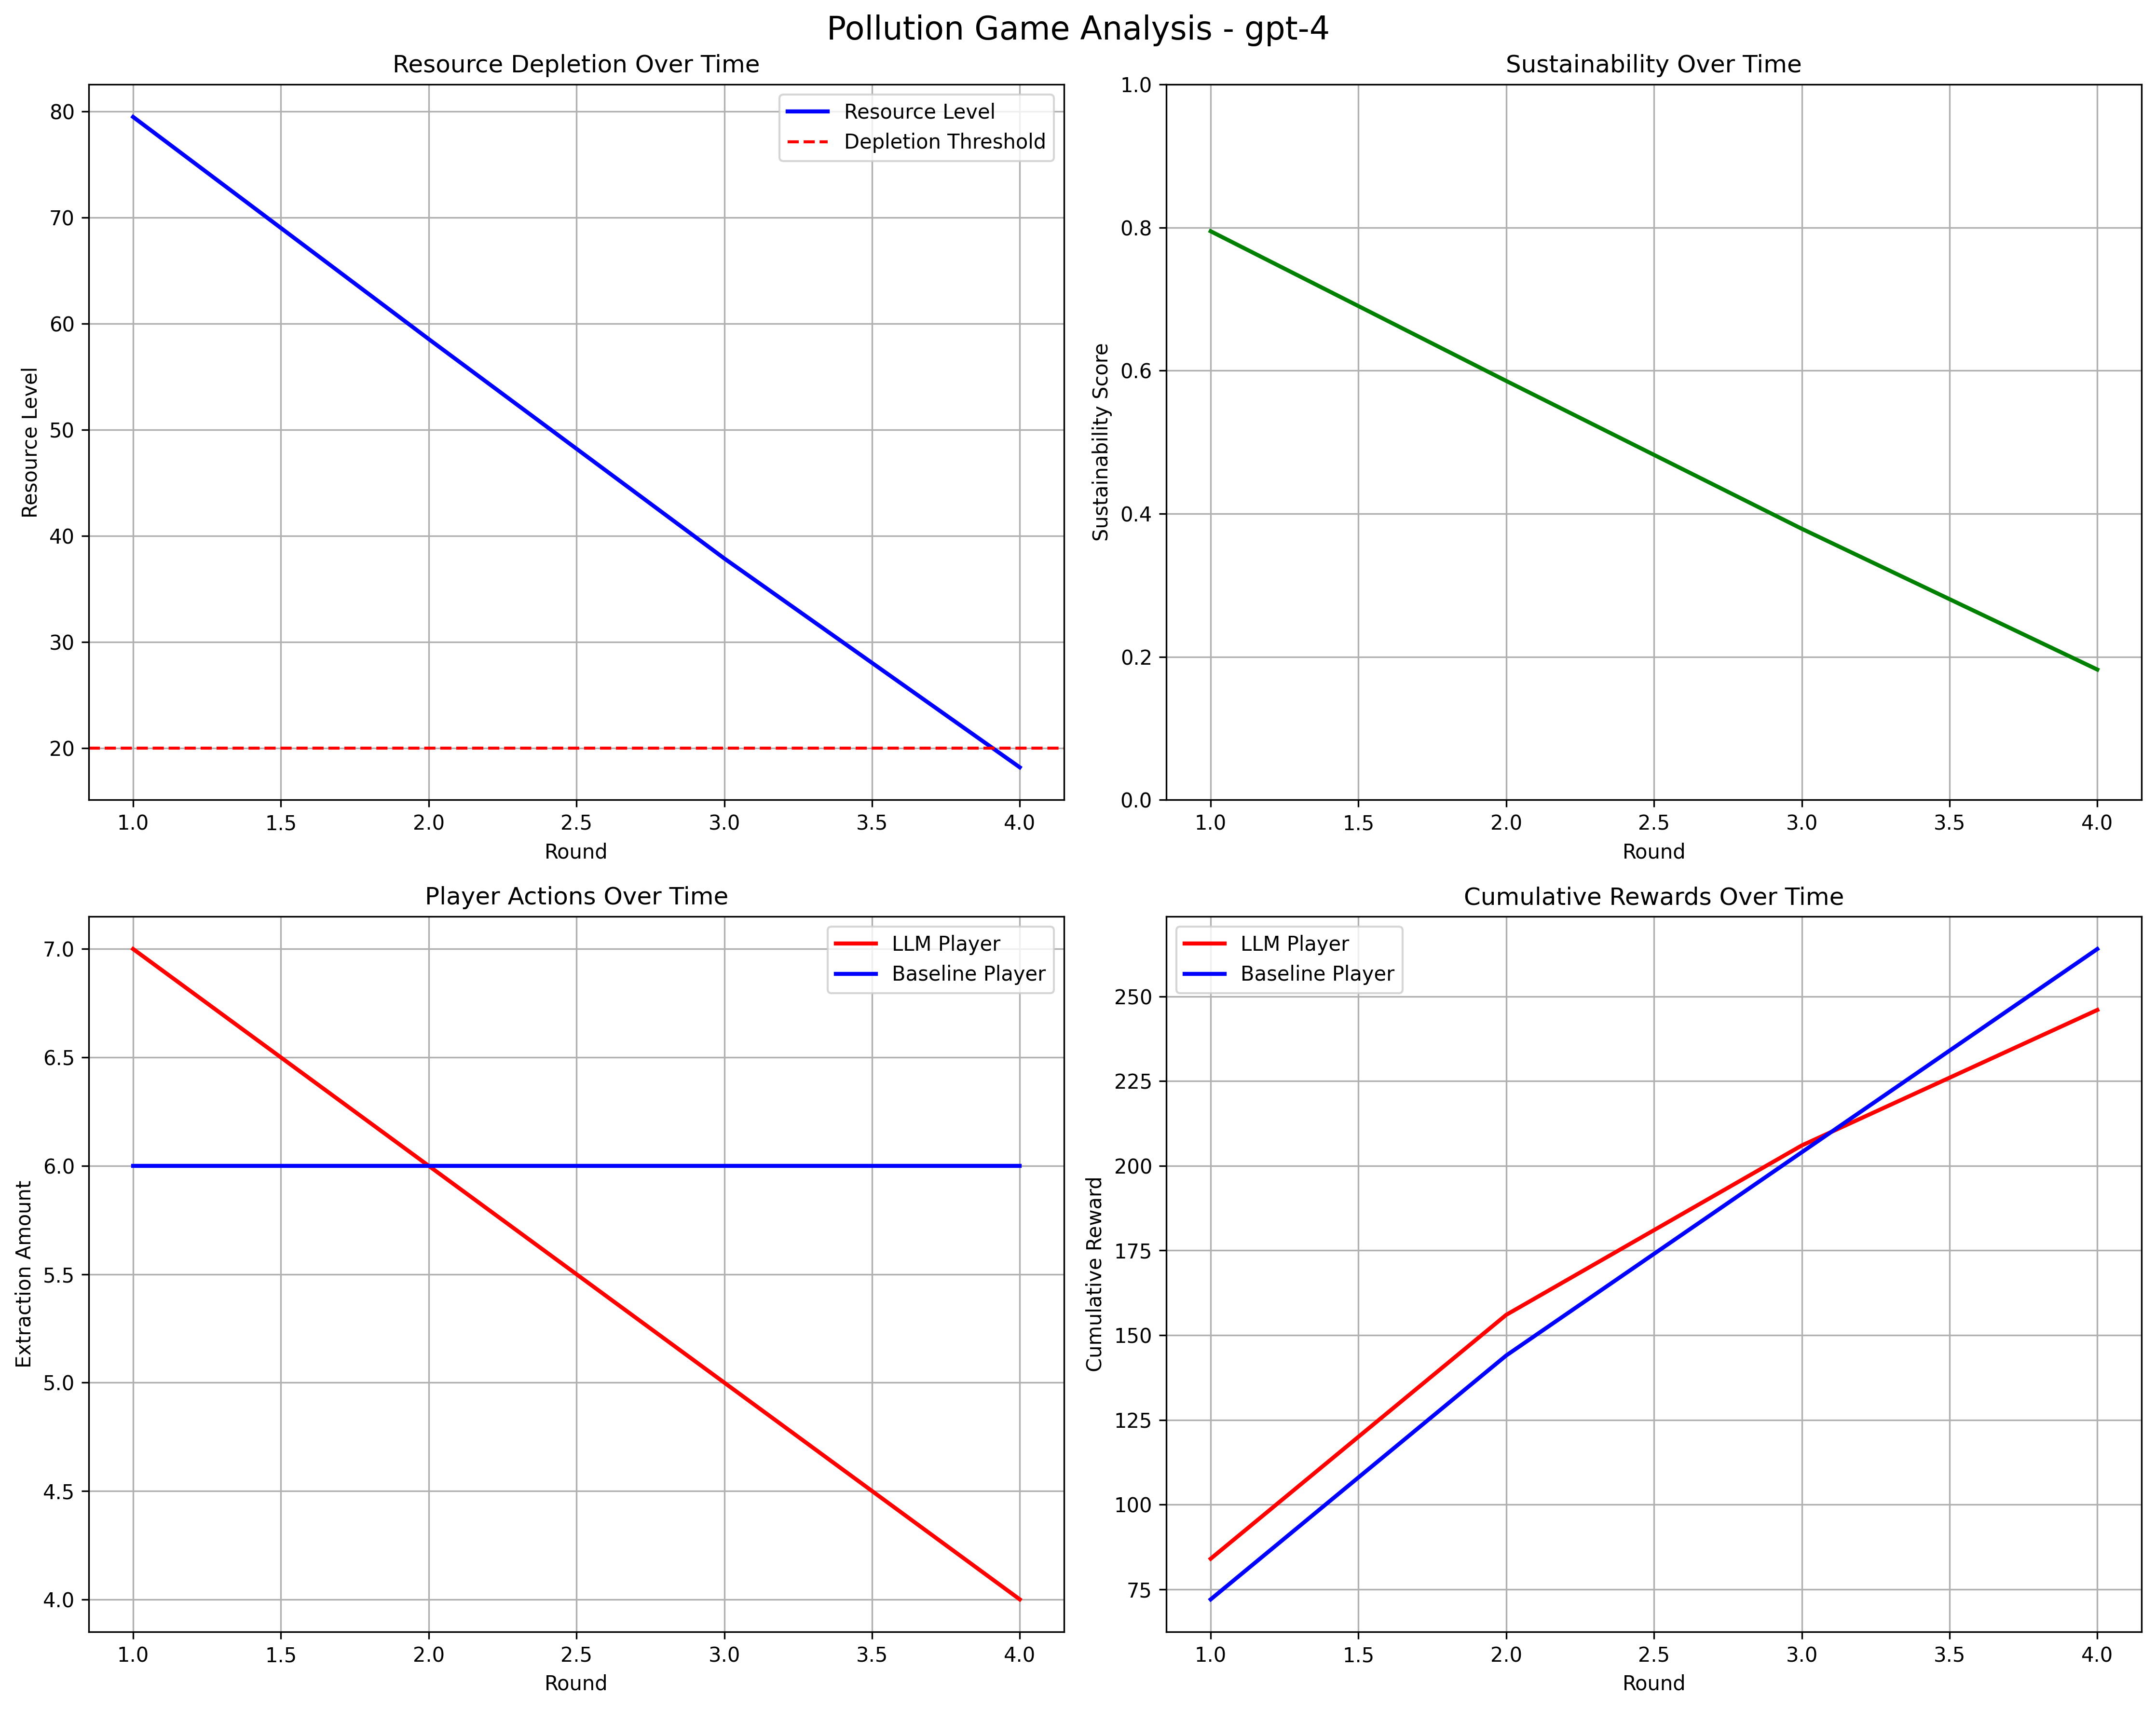 Pollution Game Analysis - gpt-4
Resource Depletion Over Time
Resource Level
Depletion Threshold
80
70
60
50
40
30
20
Resource Level
1.0 1.5 2.0 2.5 3.0 3.5 4.0
Round
Sustainability Over Time
1.0
0.8
0.6
0.4
0.2
0.0
Sustainability Score
1.0 1.5 2.0 2.5 3.0 3.5 4.0
Round
Player Actions Over Time
LLM Player
Baseline Player
7.0
6.5
6.0
5.5
5.0
4.5
4.0
Extraction Amount
1.0 1.5 2.0 2.5 3.0 3.5 4.0
Round
Cumulative Rewards Over Time
LLM Player
Baseline Player
250
225
200
175
150
125
100
75
Cumulative Reward
1.0 1.5 2.0 2.5 3.0 3.5 4.0
Round